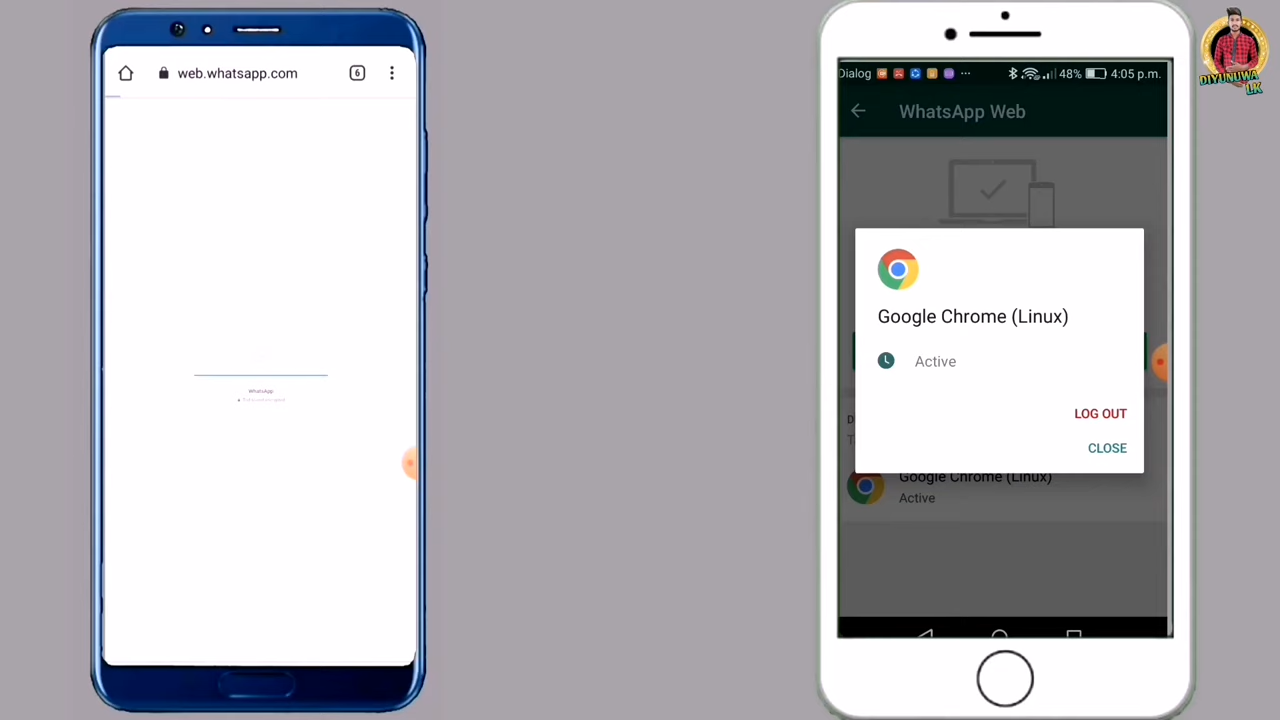 web.whatsapp.com
6
WhatsApp
Dialog
48%
4:05 p.m.
WhatsApp Web
Google Chrome (Linux)
Active
LOG OUT
CLOSE
Google Chrome (Linux)
Active
DIYUNUWA
LK